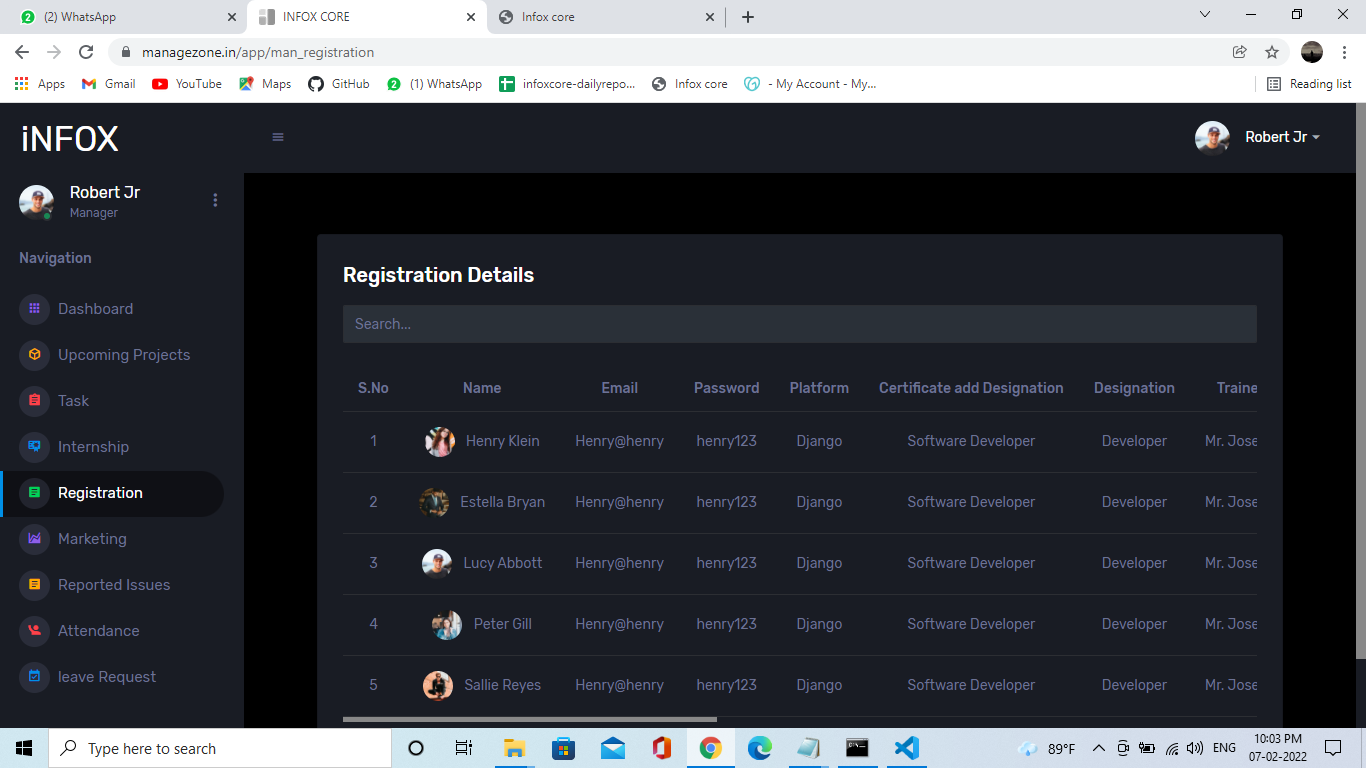 (2) WhatsApp
INFOX CORE
Infox core
managezone.in/app/man_registration
Apps
Gmail
YouTube
Maps
GitHub
(1) WhatsApp
infoxcore-dailyrepo...
Infox core
- My Account - My...
Reading list
iNFOX
Robert Jr
Robert Jr
Manager
Navigation
Dashboard
Upcoming Projects
Task
Internship
Registration
Marketing
Reported Issues
Attendance
leave Request
Registration Details
Search...
S.No Name Email Password Platform Certificate add Designation Designation Traine
1 Henry Klein Henry@henry henry123 Django Software Developer Developer Mr. Jose
2 Estella Bryan Henry@henry henry123 Django Software Developer Developer Mr. Jose
3 Lucy Abbott Henry@henry henry123 Django Software Developer Developer Mr. Jose
4 Peter Gill Henry@henry henry123 Django Software Developer Developer Mr. Jose
5 Sallie Reyes Henry@henry henry123 Django Software Developer Developer Mr. Jose
Type here to search
89°F
ENG
10:03 PM
07-02-2022